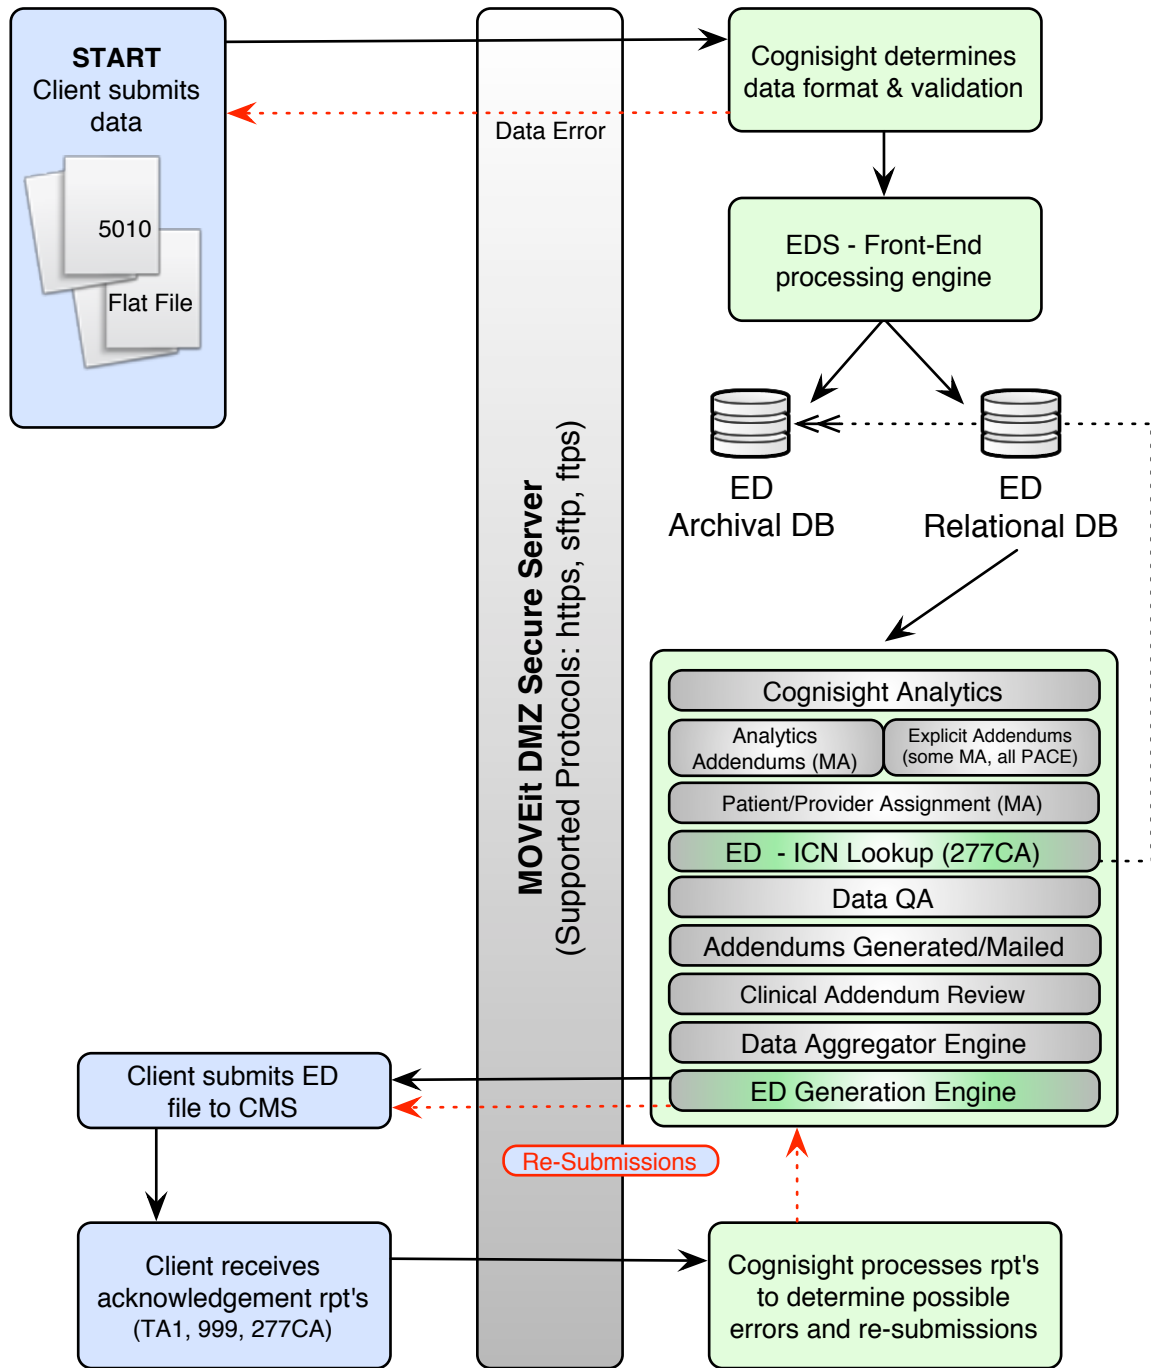 START
Client submits
data
5010
Flat File
Data Error
Cognisight determines
data format & validation
EDS - Front-End
processing engine
ED
Archival DB
ED
Relational DB
MOVEit DMZ Secure Server
(Supported Protocols: https, sftp, ftps)
Cognisight Analytics
Analytics
Addendums (MA)
Explicit Addendums
(some MA, all PACE)
Patient/Provider Assignment (MA)
ED - ICN Lookup (277CA)
Data QA
Addendums Generated/Mailed
Clinical Addendum Review
Data Aggregator Engine
ED Generation Engine
Client submits ED
file to CMS
Re-Submissions
Client receives
acknowledgement rpt's
(TA1, 999, 277CA)
Cognisight processes rpt's
to determine possible
errors and re-submissions